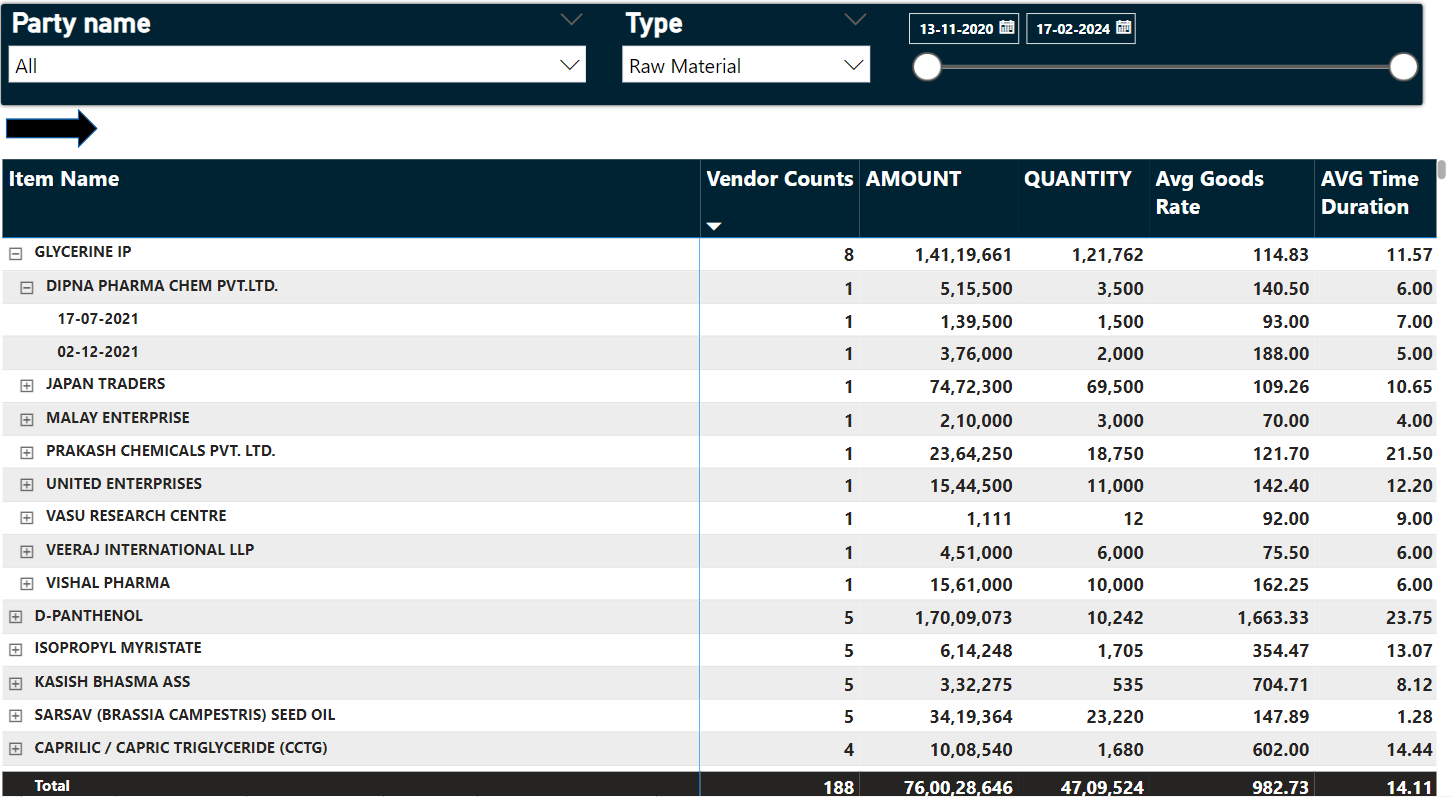 Party name Type
13-11-2020 17-02-2024
All Raw Material
Item Name Vendor Counts AMOUNT QUANTITY Avg Goods Rate AVG Time Duration
GLYCERINE IP 8 1,41,19,661 1,21,762 114.83 11.57
DIPNA PHARMA CHEM PVT.LTD. 1 5,15,500 3,500 140.50 6.00
17-07-2021 1 1,39,500 1,500 93.00 7.00
02-12-2021 1 3,76,000 2,000 188.00 5.00
JAPAN TRADERS 1 74,72,300 69,500 109.26 10.65
MALAY ENTERPRISE 1 2,10,000 3,000 70.00 4.00
PRAKASH CHEMICALS PVT. LTD. 1 23,64,250 18,750 121.70 21.50
UNITED ENTERPRISES 1 15,44,500 11,000 142.40 12.20
VASU RESEARCH CENTRE 1 1,111 12 92.00 9.00
VEERAJ INTERNATIONAL LLP 1 4,51,000 6,000 75.50 6.00
VISHAL PHARMA 1 15,61,000 10,000 162.25 6.00
D-PANTHENOL 5 1,70,09,073 10,242 1,663.33 23.75
ISOPROPYL MYRISTATE 5 6,14,248 1,705 354.47 13.07
KASISH BHASMA ASS 5 3,32,275 535 704.71 8.12
SARSAV (BRASSIA CAMPESTRIS) SEED OIL 5 34,19,364 23,220 147.89 1.28
CAPRILIC / CAPRIC TRIGLYCERIDE (CCTG) 4 10,08,540 1,680 602.00 14.44
Total 188 76,00,28,646 47,09,524 982.73 14.11